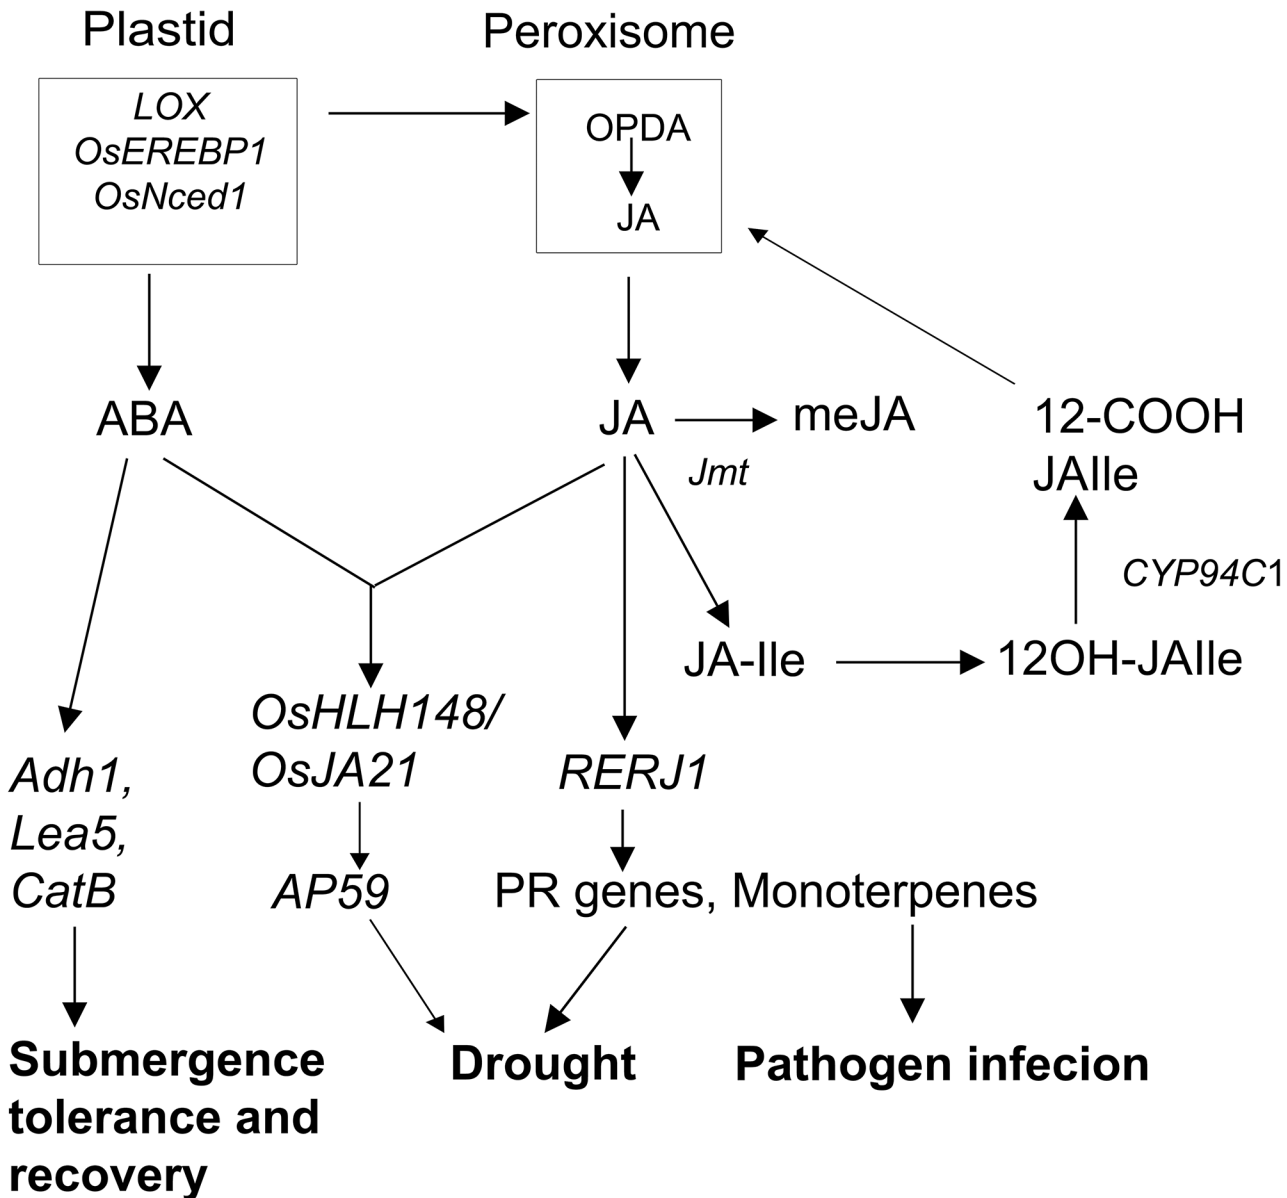 Plastid
Peroxisome
LOX
OsEREBP1
OsNced1
OPDA
JA
ABA
JA
meJA
Jmt
12-COOH
JAIle
CYP94C1
JA-Ile
12OH-JAIle
OsHLH148/
OsJA21
RERJ1
Adh1,
Lea5,
CatB
AP59
PR genes, Monoterpenes
Submergence
tolerance and
recovery
Drought
Pathogen infecion